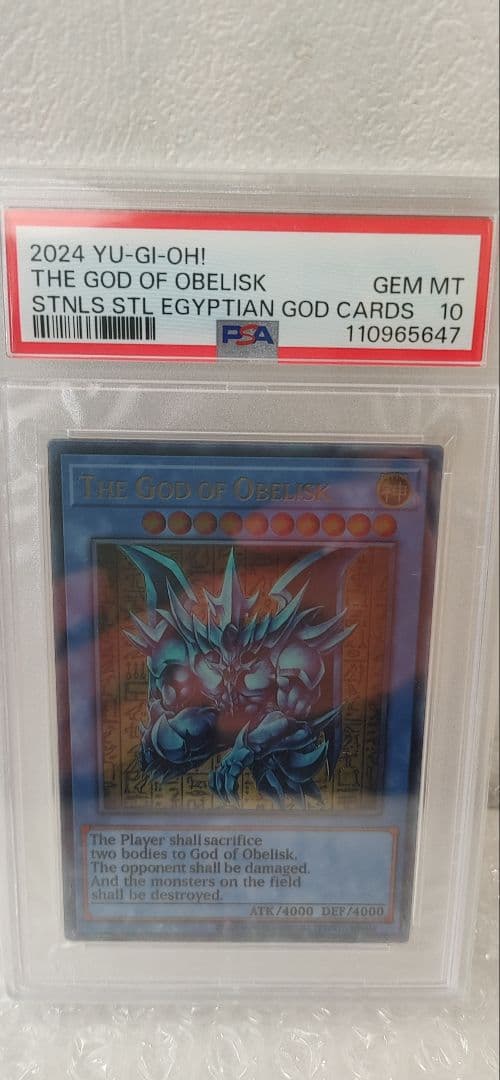 2024 YU-GI-OH!
THE GOD OF OBELISK GEM MT
STNLS STL EGYPTIAN GOD CARDS 10
PSA 110965647
THE GOD OF OBELISK 神
The Player shall sacrifice
two bodies to God of Obelisk.
The opponent shall be damaged.
And the monsters on the field
shall be destroyed.
ATK/4000 DEF/4000